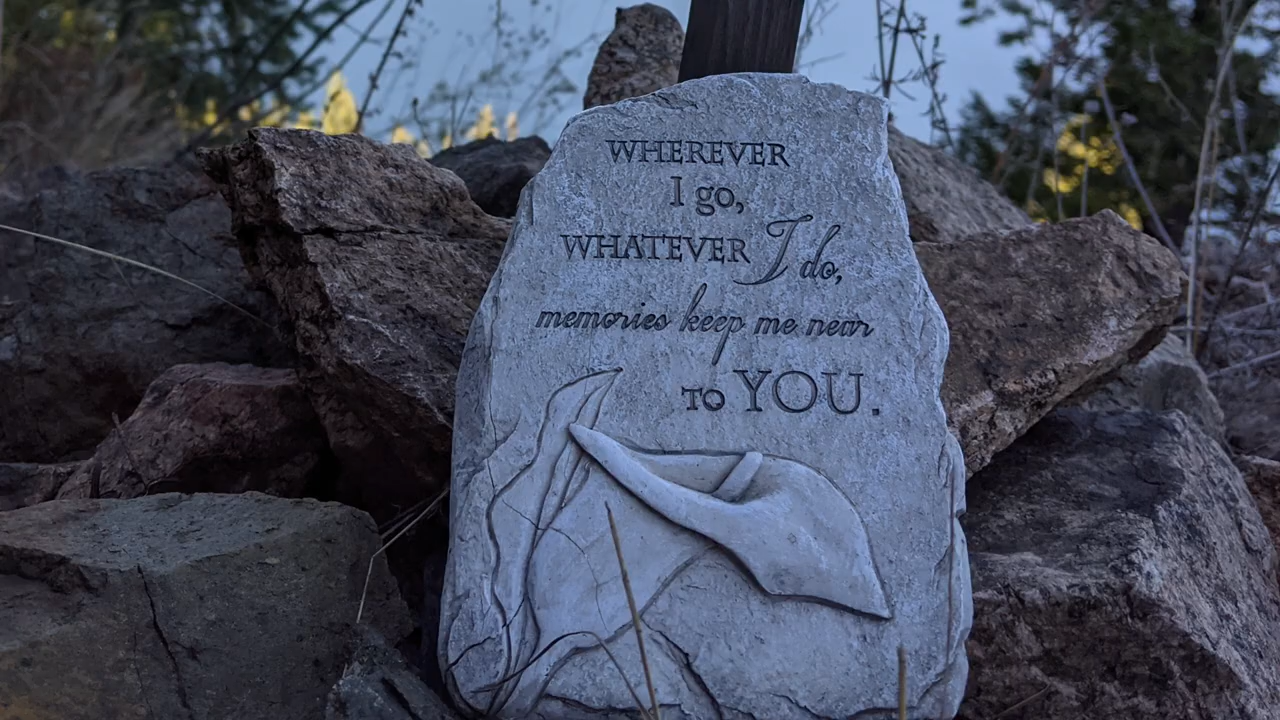 WHEREVER
I go,
WHATEVER I do,
memories keep me near
TO YOU.